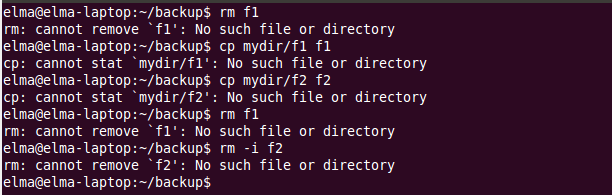 elma@elma-laptop:~/backup$ rm f1
rm: cannot remove `f1': No such file or directory
elma@elma-laptop:~/backup$ cp mydir/f1 f1
cp: cannot stat `mydir/f1': No such file or directory
elma@elma-laptop:~/backup$ cp mydir/f2 f2
cp: cannot stat `mydir/f2': No such file or directory
elma@elma-laptop:~/backup$ rm f1
rm: cannot remove `f1': No such file or directory
elma@elma-laptop:~/backup$ rm -i f2
rm: cannot remove `f2': No such file or directory
elma@elma-laptop:~/backup$